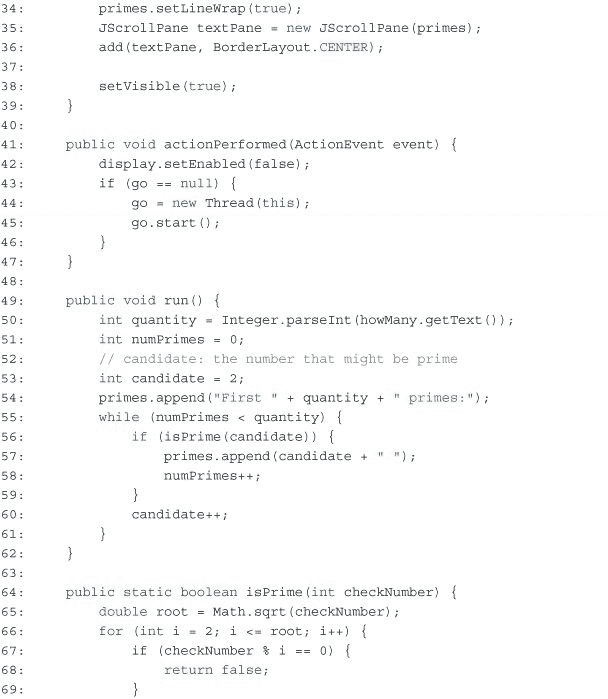 34:         primes.setLineWrap(true);
35:         JScrollPane textPane = new JScrollPane(primes);
36:         add(textPane, BorderLayout.CENTER);
37:
38:         setVisible(true);
39:     }
40:
41:     public void actionPerformed(ActionEvent event) {
42:         display.setEnabled(false);
43:         if (go == null) {
44:             go = new Thread(this);
45:             go.start();
46:         }
47:     }
48:
49:     public void run() {
50:         int quantity = Integer.parseInt(howMany.getText());
51:         int numPrimes = 0;
52:         // candidate: the number that might be prime
53:         int candidate = 2;
54:         primes.append("First " + quantity + " primes:");
55:         while (numPrimes < quantity) {
56:             if (isPrime(candidate)) {
57:                 primes.append(candidate + " ");
58:                 numPrimes++;
59:             }
60:             candidate++;
61:         }
62:     }
63:
64:     public static boolean isPrime(int checkNumber) {
65:         double root = Math.sqrt(checkNumber);
66:         for (int i = 2; i <= root; i++) {
67:             if (checkNumber % i == 0) {
68:                 return false;
69:             }